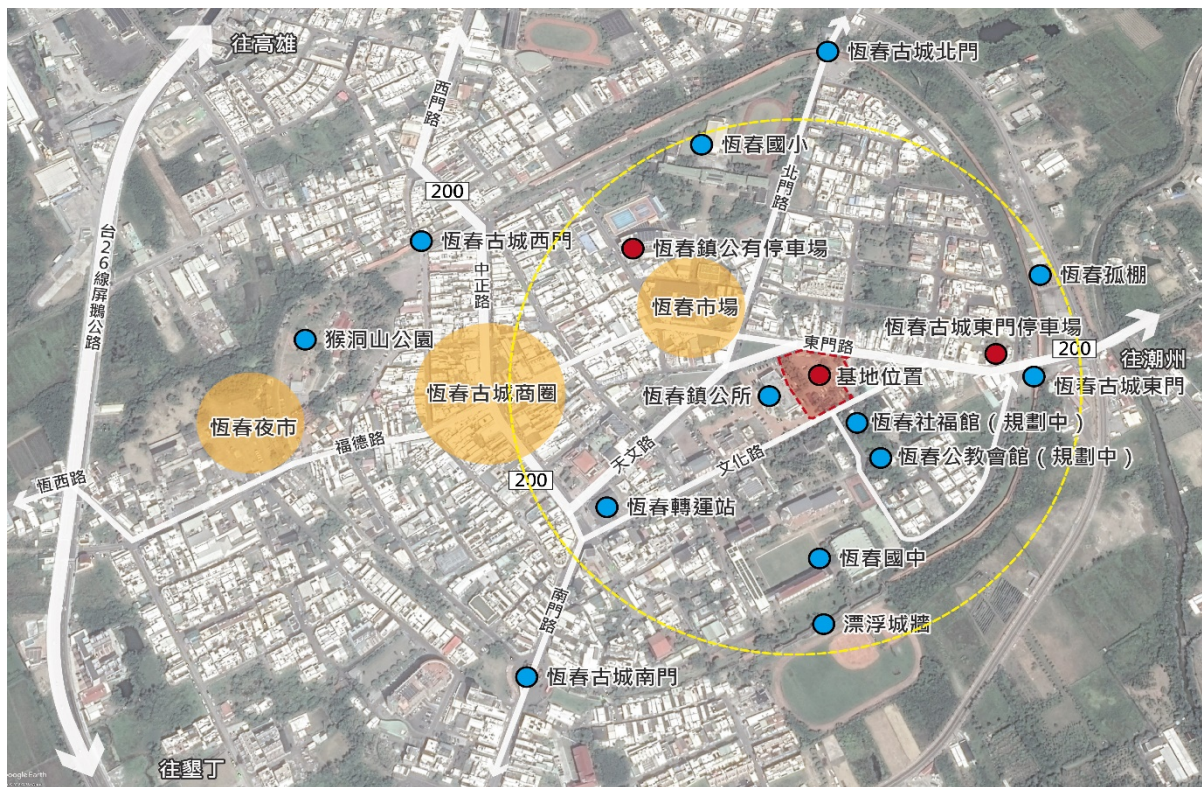 往高雄
恆春古城北門
西門路
恆春國小
北門路
200
恆春古城西門
恆春鎮公有停車場
台26線屏鵝公路
中正路
恆春孤棚
恆春市場
猴洞山公園
東門路
恆春古城東門停車場
200
往潮州
恆春古城商圈
恆春鎮公所
基地位置
恆春古城東門
恆春夜市
恆春社福館（規劃中）
福德路
天文路
文化路
恆春公教會館（規劃中）
恆西路
200
恆春轉運站
恆春國中
南門路
漂浮城牆
恆春古城南門
往墾丁
Google Earth